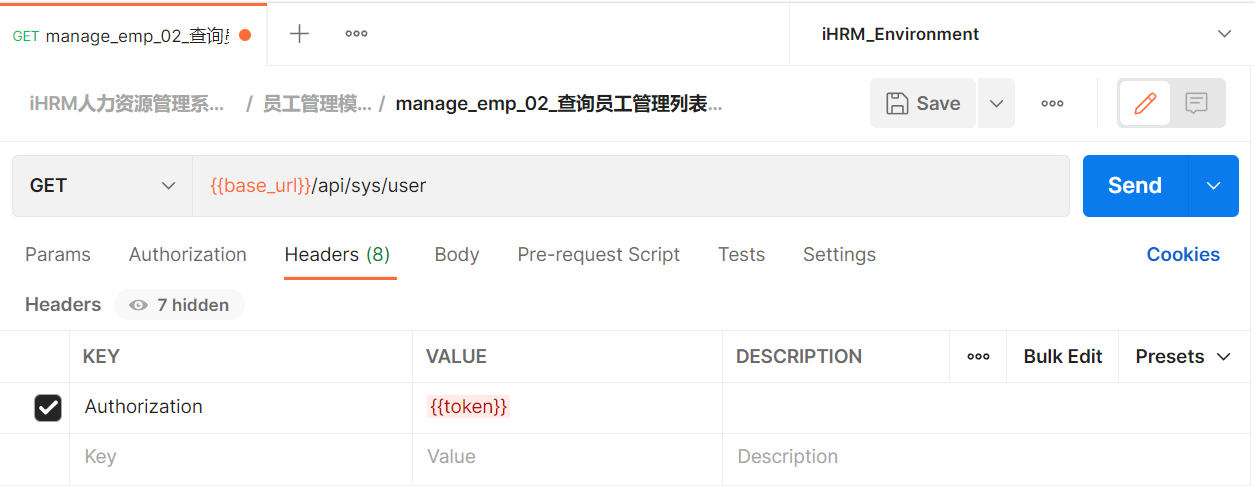 GET manage_emp_02_查询员
iHRM_Environment
iHRM人力资源管理系... / 员工管理模... / manage_emp_02_查询员工管理列表...
Save
GET {{base_url}}/api/sys/user
Send
Params Authorization Headers (8) Body Pre-request Script Tests Settings Cookies
Headers 7 hidden
KEY VALUE DESCRIPTION Bulk Edit Presets
Authorization {{token}}
Key Value Description